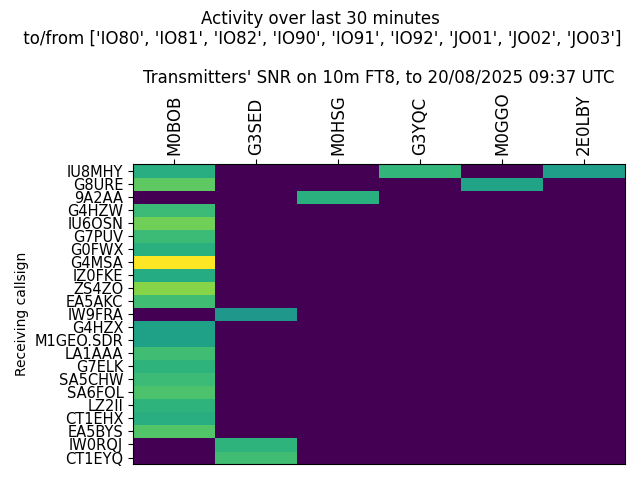 Activity over last 30 minutes
to/from ['IO80', 'IO81', 'IO82', 'IO90', 'IO91', 'IO92', 'JO01', 'JO02', 'JO03']
Transmitters' SNR on 10m FT8, to 20/08/2025 09:37 UTC
M0BOB
G3SED
M0HSG
G3YQC
M0GGO
2E0LBY
Receiving callsign
IU8MHY
G8URE
9A2AA
G4HZW
IU6OSN
G7PUV
G0FWX
G4MSA
IZ0FKE
ZS4ZO
EA5AKC
IW9FRA
G4HZX
M1GEO.SDR
LA1AAA
G7ELK
SA5CHW
SA6FOL
LZ2II
CT1EHX
EA5BYS
IW0RQJ
CT1EYQ